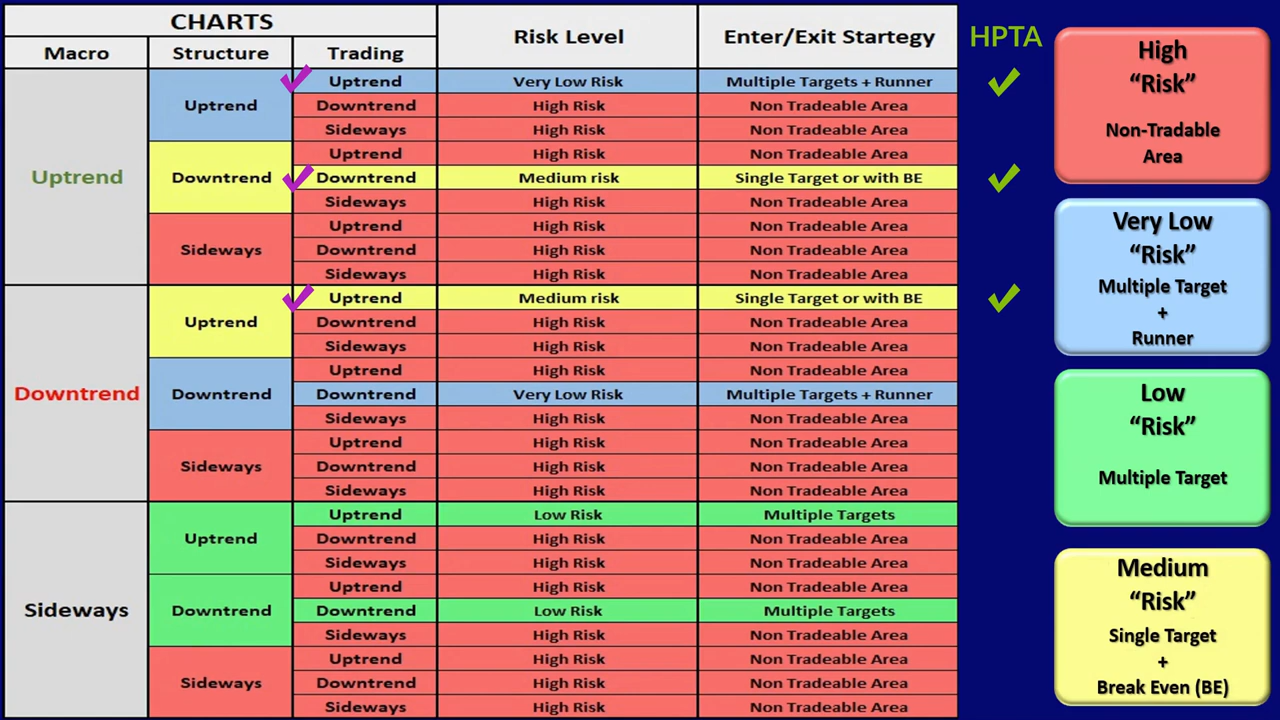 CHARTS
Risk Level
Enter/Exit Startegy
HPTA
Macro
Structure
Trading
Uptrend
Uptrend
Uptrend Very Low Risk Multiple Targets + Runner
Downtrend High Risk Non Tradeable Area
Sideways High Risk Non Tradeable Area
Downtrend
Uptrend High Risk Non Tradeable Area
Downtrend Medium risk Single Target or with BE
Sideways High Risk Non Tradeable Area
Sideways
Uptrend High Risk Non Tradeable Area
Downtrend High Risk Non Tradeable Area
Sideways High Risk Non Tradeable Area
Downtrend
Uptrend
Uptrend Medium risk Single Target or with BE
Downtrend High Risk Non Tradeable Area
Sideways High Risk Non Tradeable Area
Downtrend
Uptrend High Risk Non Tradeable Area
Downtrend Very Low Risk Multiple Targets + Runner
Sideways High Risk Non Tradeable Area
Sideways
Uptrend High Risk Non Tradeable Area
Downtrend High Risk Non Tradeable Area
Sideways High Risk Non Tradeable Area
Sideways
Uptrend
Uptrend Low Risk Multiple Targets
Downtrend High Risk Non Tradeable Area
Sideways High Risk Non Tradeable Area
Downtrend
Uptrend High Risk Non Tradeable Area
Downtrend Low Risk Multiple Targets
Sideways High Risk Non Tradeable Area
Sideways
Uptrend High Risk Non Tradeable Area
Downtrend High Risk Non Tradeable Area
Sideways High Risk Non Tradeable Area
High
“Risk”
Non-Tradable
Area
Very Low
“Risk”
Multiple Target
+
Runner
Low
“Risk”
Multiple Target
Medium
“Risk”
Single Target
+
Break Even (BE)